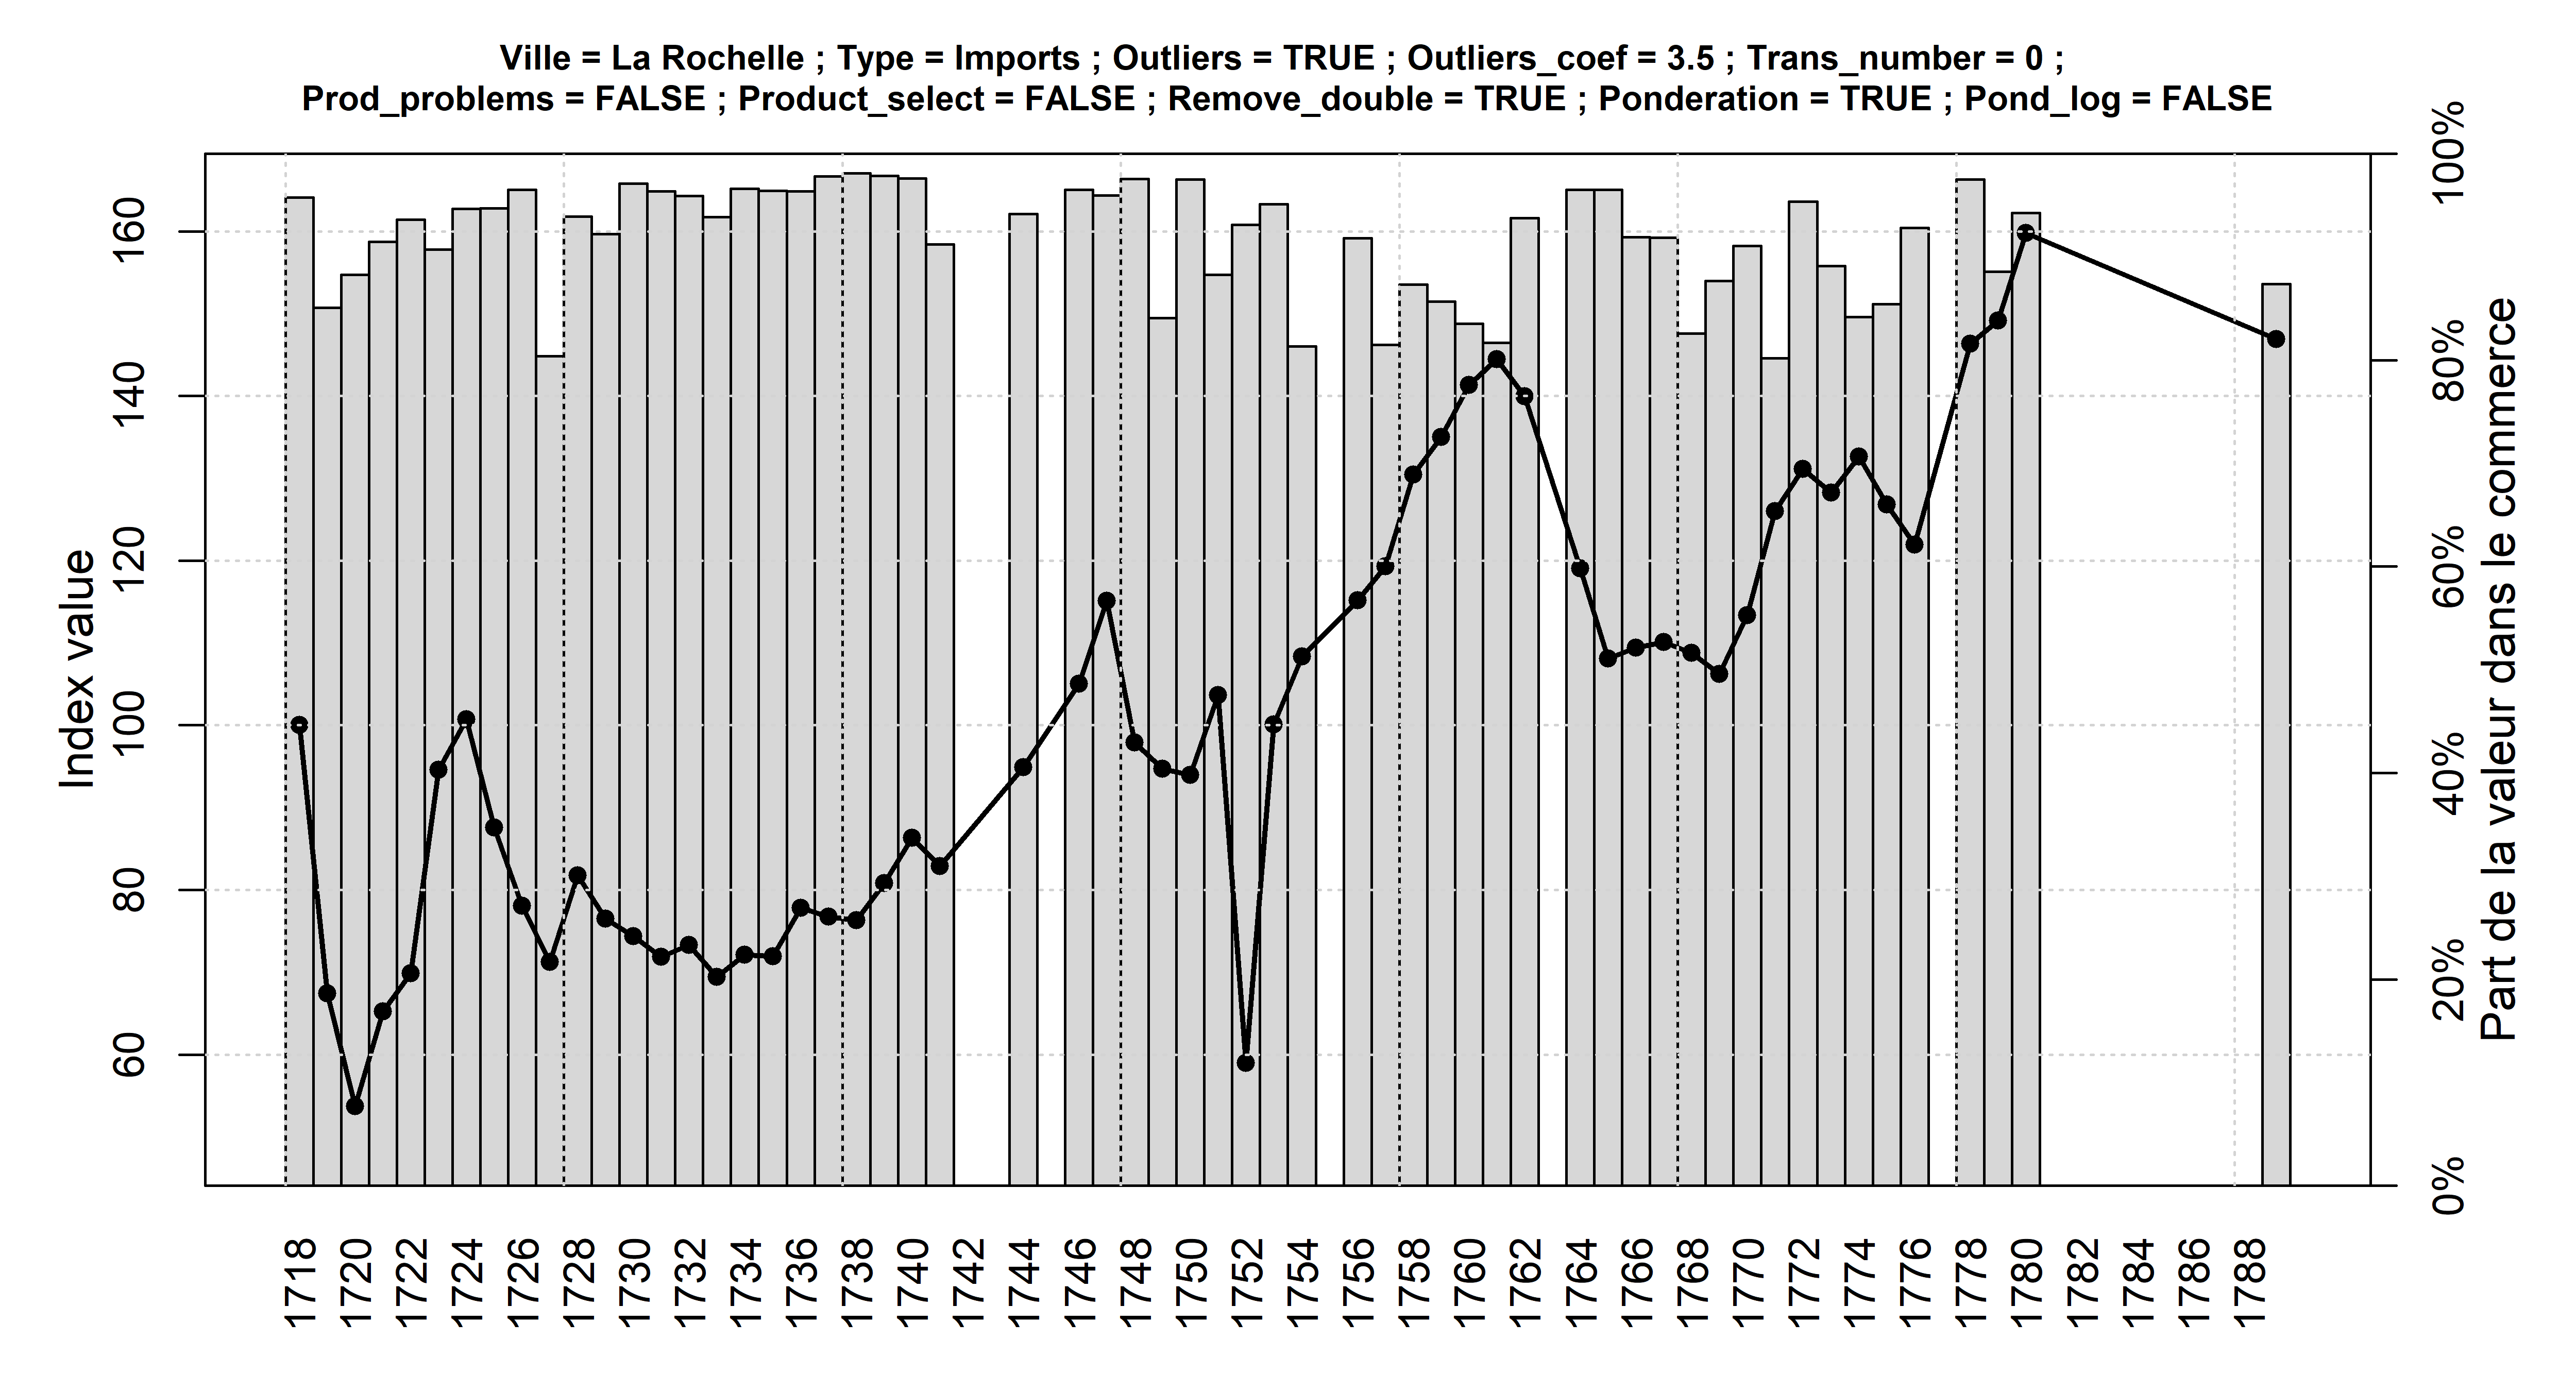 Ville = La Rochelle ; Type = Imports ; Outliers = TRUE ; Outliers_coef = 3.5 ; Trans_number = 0 ;
Prod_problems = FALSE ; Product_select = FALSE ; Remove_double = TRUE ; Ponderation = TRUE ; Pond_log = FALSE
Index value
160
140
120
100
80
60
100%
80%
60%
40%
20%
0%
Part de la valeur dans le commerce
1718 1720 1722 1724 1726 1728 1730 1732 1734 1736 1738 1740 1742 1744 1746 1748 1750 1752 1754 1756 1758 1760 1762 1764 1766 1768 1770 1772 1774 1776 1778 1780 1782 1784 1786 1788